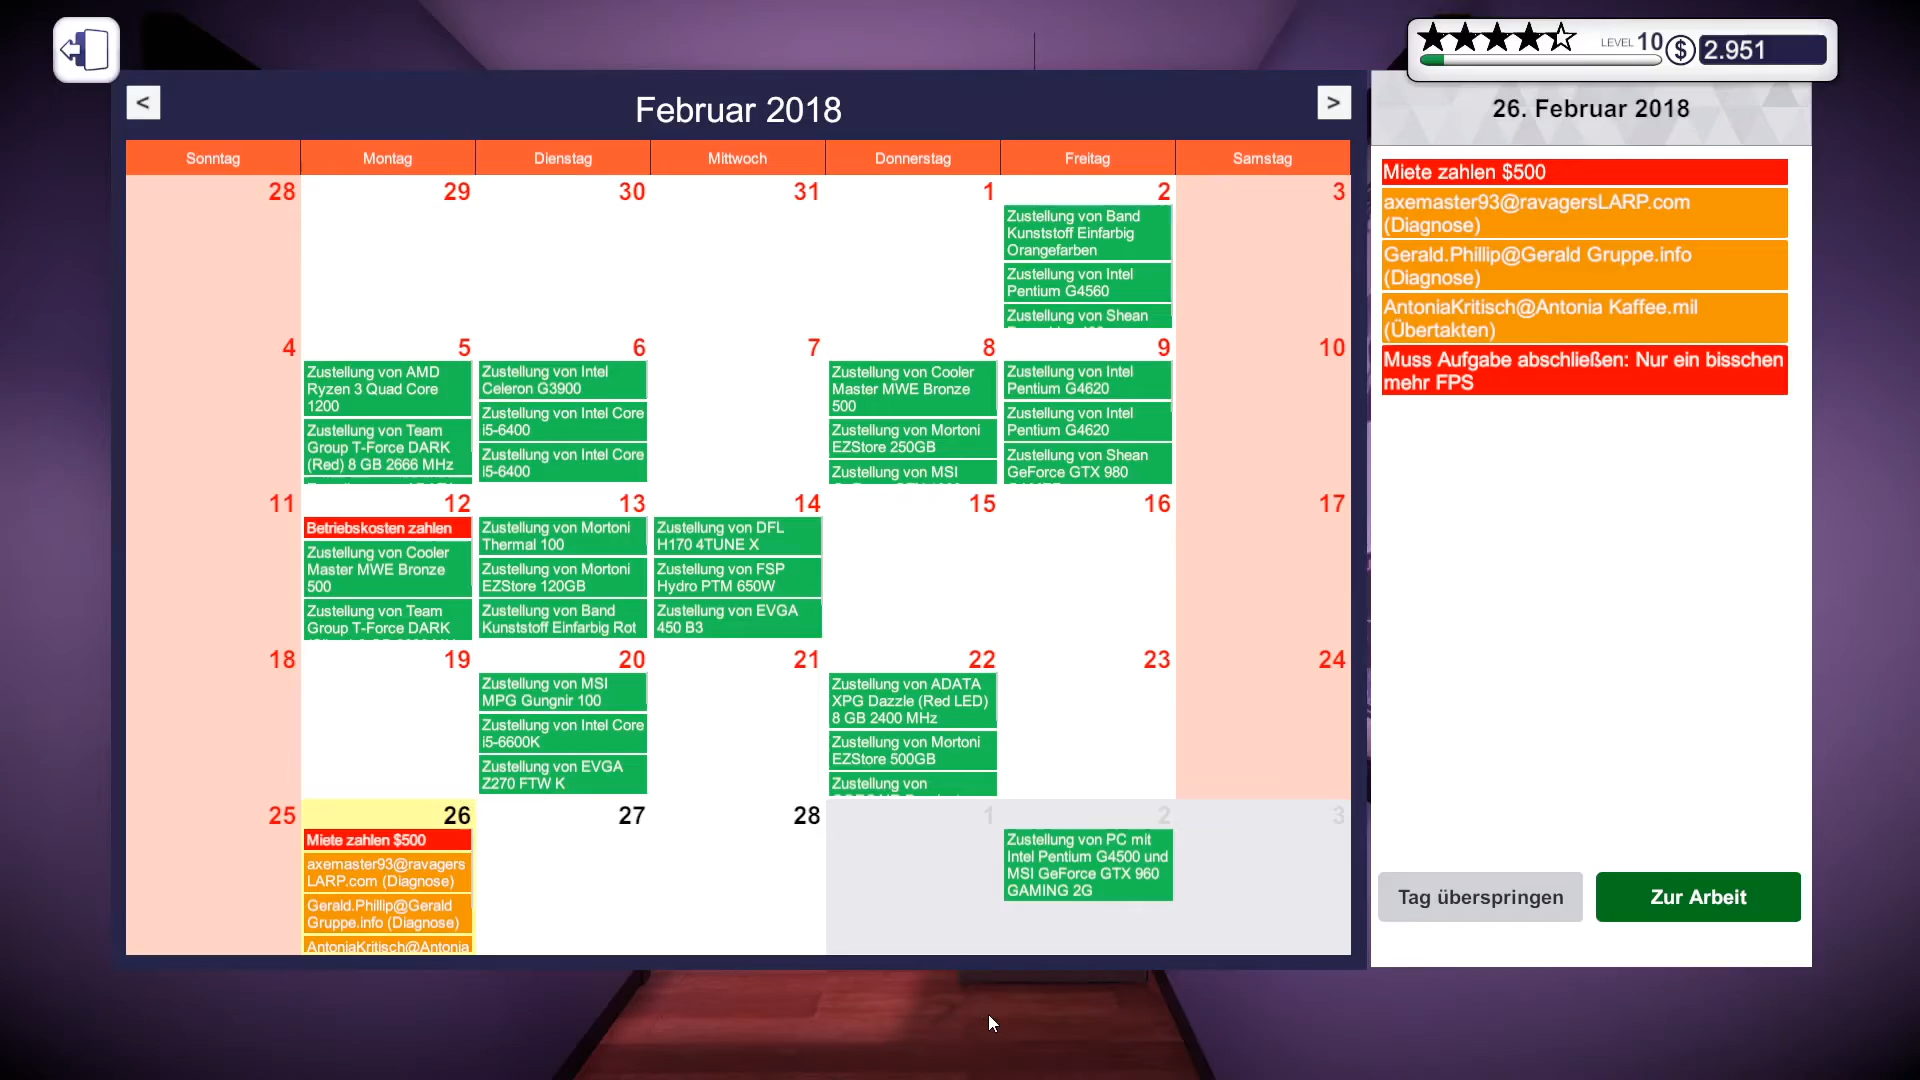 LEVEL 10
$ 2.951
<
Februar 2018
>
26. Februar 2018
Sonntag
Montag
Dienstag
Mittwoch
Donnerstag
Freitag
Samstag
28
29
30
31
1
2
Zustellung von Band
Kunststoff Einfarbig
Orangefarben
Zustellung von Intel
Pentium G4560
Zustellung von Shean
3
4
5
Zustellung von AMD
Ryzen 3 Quad Core
1200
Zustellung von Team
Group T-Force DARK
(Red) 8 GB 2666 MHz
6
Zustellung von Intel
Celeron G3900
Zustellung von Intel Core
i5-6400
Zustellung von Intel Core
i5-6400
7
8
Zustellung von Cooler
Master MWE Bronze
500
Zustellung von Mortoni
EZStore 250GB
Zustellung von MSI
9
Zustellung von Intel
Pentium G4620
Zustellung von Intel
Pentium G4620
Zustellung von Shean
GeForce GTX 980
10
11
12
Betriebskosten zahlen
Zustellung von Cooler
Master MWE Bronze
500
Zustellung von Team
Group T-Force DARK
13
Zustellung von Mortoni
Thermal 100
Zustellung von Mortoni
EZStore 120GB
Zustellung von Band
Kunststoff Einfarbig Rot
14
Zustellung von DFL
H170 4TUNE X
Zustellung von FSP
Hydro PTM 650W
Zustellung von EVGA
450 B3
15
16
17
18
19
20
Zustellung von MSI
MPG Gungnir 100
Zustellung von Intel Core
i5-6600K
Zustellung von EVGA
Z270 FTW K
21
22
Zustellung von ADATA
XPG Dazzle (Red LED)
8 GB 2400 MHz
Zustellung von Mortoni
EZStore 500GB
Zustellung von
23
24
25
26
Miete zahlen $500
axemaster93@ravagers
LARP.com (Diagnose)
Gerald.Phillip@Gerald
Gruppe.info (Diagnose)
AntoniaKritisch@Antonia
27
28
1
2
Zustellung von PC mit
Intel Pentium G4500 und
MSI GeForce GTX 960
GAMING 2G
3
Miete zahlen $500
axemaster93@ravagersLARP.com
(Diagnose)
Gerald.Phillip@Gerald Gruppe.info
(Diagnose)
AntoniaKritisch@Antonia Kaffee.mil
(Übertakten)
Muss Aufgabe abschließen: Nur ein bisschen
mehr FPS
Tag überspringen
Zur Arbeit